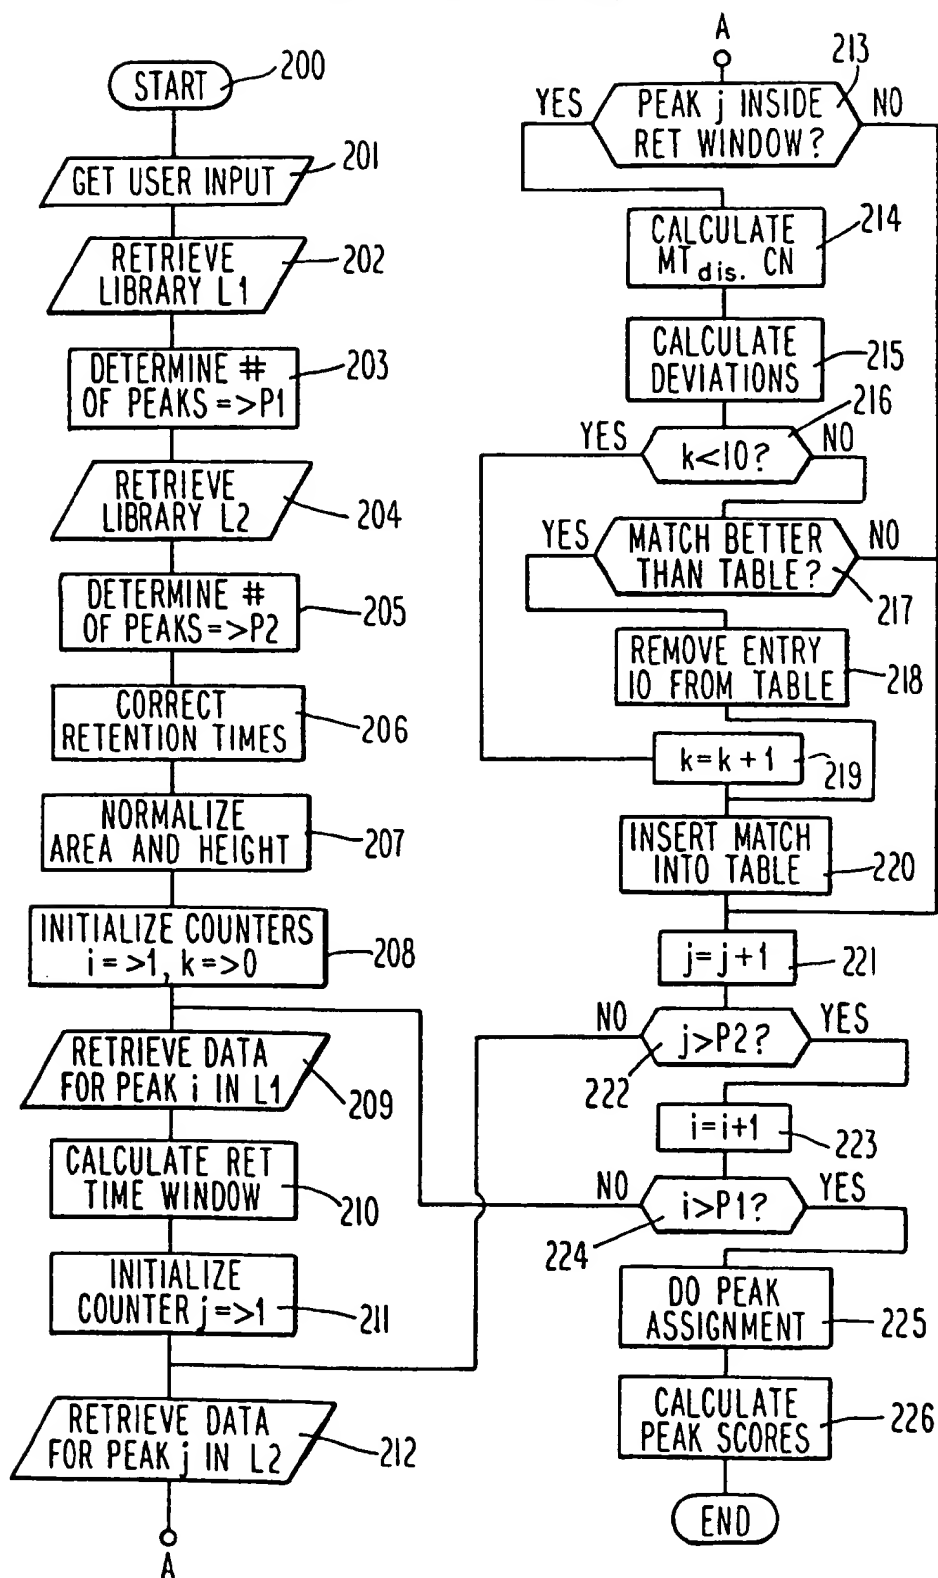 START
200
GET USER INPUT
201
RETRIEVE
LIBRARY L1
202
DETERMINE #
OF PEAKS =>P1
203
RETRIEVE
LIBRARY L2
204
DETERMINE #
OF PEAKS =>P2
205
CORRECT
RETENTION TIMES
206
NORMALIZE
AREA AND HEIGHT
207
INITIALIZE COUNTERS
i =>1, k =>0
208
RETRIEVE DATA
FOR PEAK i IN L1
209
CALCULATE RET
TIME WINDOW
210
INITIALIZE
COUNTER j =>1
211
RETRIEVE DATA
FOR PEAK j IN L2
212
A
A
213
YES
PEAK j INSIDE
RET WINDOW?
NO
CALCULATE
MTdis. CN
214
CALCULATE
DEVIATIONS
215
216
YES
k<10?
NO
YES
MATCH BETTER
THAN TABLE?
NO
217
REMOVE ENTRY
10 FROM TABLE
218
k=k+1
219
INSERT MATCH
INTO TABLE
220
j=j+1
221
NO
j>P2?
YES
222
i=i+1
223
NO
i>P1?
YES
224
DO PEAK
ASSIGNMENT
225
CALCULATE
PEAK SCORES
226
END